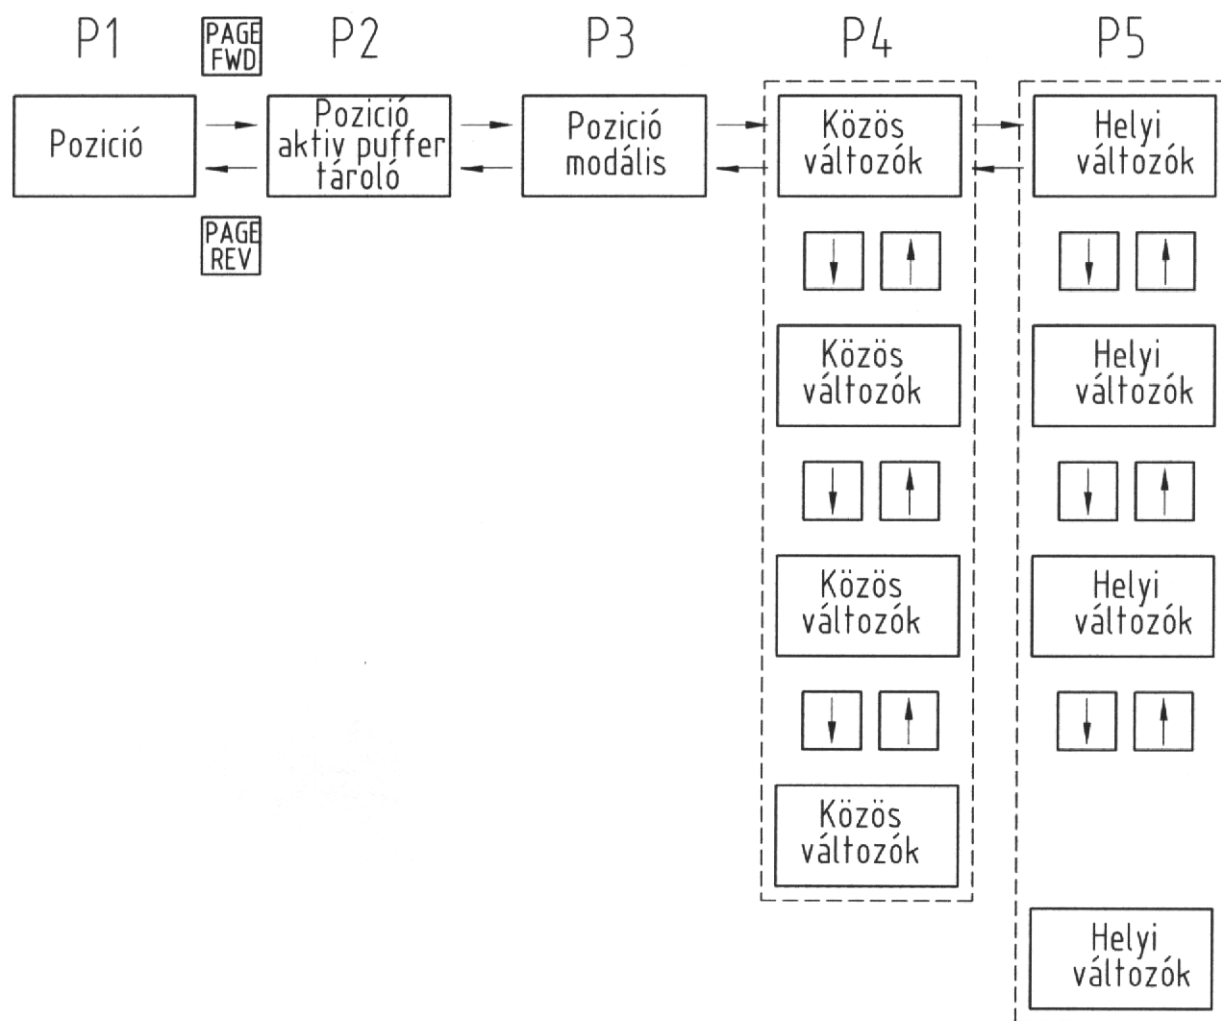 P1
PAGE
FWD
P2
P3
P4
P5
Pozició
Pozició
aktiv puffer
tároló
Pozició
modális
Közös
változók
Helyi
változók
PAGE
REV
Közös
változók
Helyi
változók
Közös
változók
Helyi
változók
Közös
változók
Helyi
változók